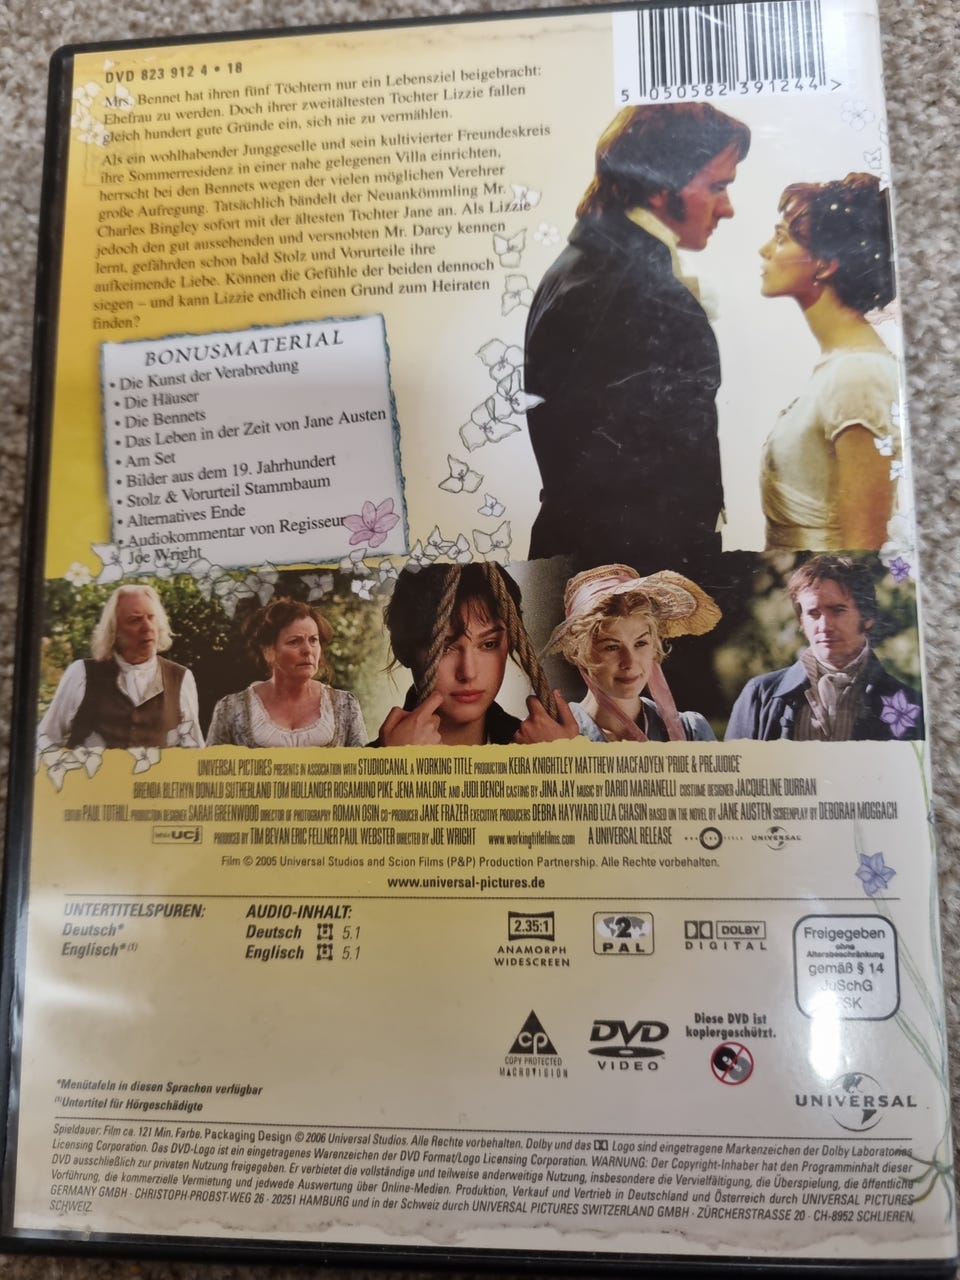 DVD 823 912 4 • 18
5 050582 391244 >
Mrs. Bennet hat ihren fünf Töchtern nur ein Lebensziel beigebracht:
Ehefrau zu werden. Doch ihrer zweitältesten Tochter Lizzie fallen
gleich hundert gute Gründe ein, sich nie zu vermählen.
Als ein wohlhabender Junggeselle und sein kultivierter Freundeskreis
ihre Sommerresidenz in einer nahe gelegenen Villa einrichten,
herrscht bei den Bennets wegen der vielen möglichen Verehrer
große Aufregung. Tatsächlich bändelt der Neuankömmling Mr.
Charles Bingley sofort mit der ältesten Tochter Jane an. Als Lizzie
jedoch den gut aussehenden und versnobten Mr. Darcy kennen
lernt, gefährden schon bald Stolz und Vorurteile ihre
aufkeimende Liebe. Können die Gefühle der beiden dennoch
siegen – und kann Lizzie endlich einen Grund zum Heiraten
finden?
BONUSMATERIAL
• Die Kunst der Verabredung
• Die Häuser
• Die Bennets
• Das Leben in der Zeit von Jane Austen
• Am Set
• Bilder aus dem 19. Jahrhundert
• Stolz & Vorurteil Stammbaum
• Alternatives Ende
• Audiokommentar von Regisseur
Joe Wright
UNIVERSAL PICTURES PRESENTS IN ASSOCIATION WITH STUDIOCANAL A WORKING TITLE PRODUCTION KEIRA KNIGHTLEY MATTHEW MACFADYEN 'PRIDE & PREJUDICE'
BRENDA BLETHYN DONALD SUTHERLAND TOM HOLLANDER ROSAMUND PIKE JENA MALONE AND JUDI DENCH CASTING BY JINA JAY MUSIC BY DARIO MARIANELLI COSTUME DESIGNER JACQUELINE DURRAN
EDITOR PAUL TOTHILL PRODUCTION DESIGNER SARAH GREENWOOD DIRECTOR OF PHOTOGRAPHY ROMAN OSIN CO-PRODUCER JANE FRAZER EXECUTIVE PRODUCERS DEBRA HAYWARD LIZA CHASIN BASED ON THE NOVEL BY JANE AUSTEN SCREENPLAY BY DEBORAH MOGGACH
UCJ PRODUCED BY TIM BEVAN ERIC FELLNER PAUL WEBSTER DIRECTED BY JOE WRIGHT www.workingtitlefilms.com A UNIVERSAL RELEASE UNIVERSAL
Film © 2005 Universal Studios and Scion Films (P&P) Production Partnership. Alle Rechte vorbehalten.
www.universal-pictures.de
UNTERTITELSPUREN:
Deutsch*
Englisch*(1)
AUDIO-INHALT:
Deutsch 5.1
Englisch 5.1
2.35:1
ANAMORPH
WIDESCREEN
2
PAL
DOLBY
DIGITAL
Freigegeben
ohne
Altersbeschränkung
gemäß § 14
JuSchG
FSK
CP
COPY PROTECTED
MACROVISION
DVD
VIDEO
Diese DVD ist
kopiergeschützt.
UNIVERSAL
*Menütafeln in diesen Sprachen verfügbar
(1)Untertitel für Hörgeschädigte
Spieldauer: Film ca. 121 Min. Farbe. Packaging Design © 2006 Universal Studios. Alle Rechte vorbehalten. Dolby und das Logo sind eingetragene Markenzeichen der Dolby Laboratories
Licensing Corporation. Das DVD-Logo ist ein eingetragenes Warenzeichen der DVD Format/Logo Licensing Corporation. WARNUNG: Der Copyright-Inhaber hat den Programminhalt dieser
DVD ausschließlich zur privaten Nutzung freigegeben. Er verbietet die vollständige und teilweise anderweitige Nutzung, insbesondere die Vervielfältigung, die Überspielung, die öffentliche
Vorführung, die kommerzielle Vermietung und jedwede Auswertung über Online-Medien. Produktion, Verkauf und Vertrieb in Deutschland und Österreich durch UNIVERSAL PICTURES
GERMANY GMBH · CHRISTOPH-PROBST-WEG 26 · 20251 HAMBURG und in der Schweiz durch UNIVERSAL PICTURES SWITZERLAND GMBH · ZÜRCHERSTRASSE 20 · CH-8952 SCHLIEREN,
SCHWEIZ